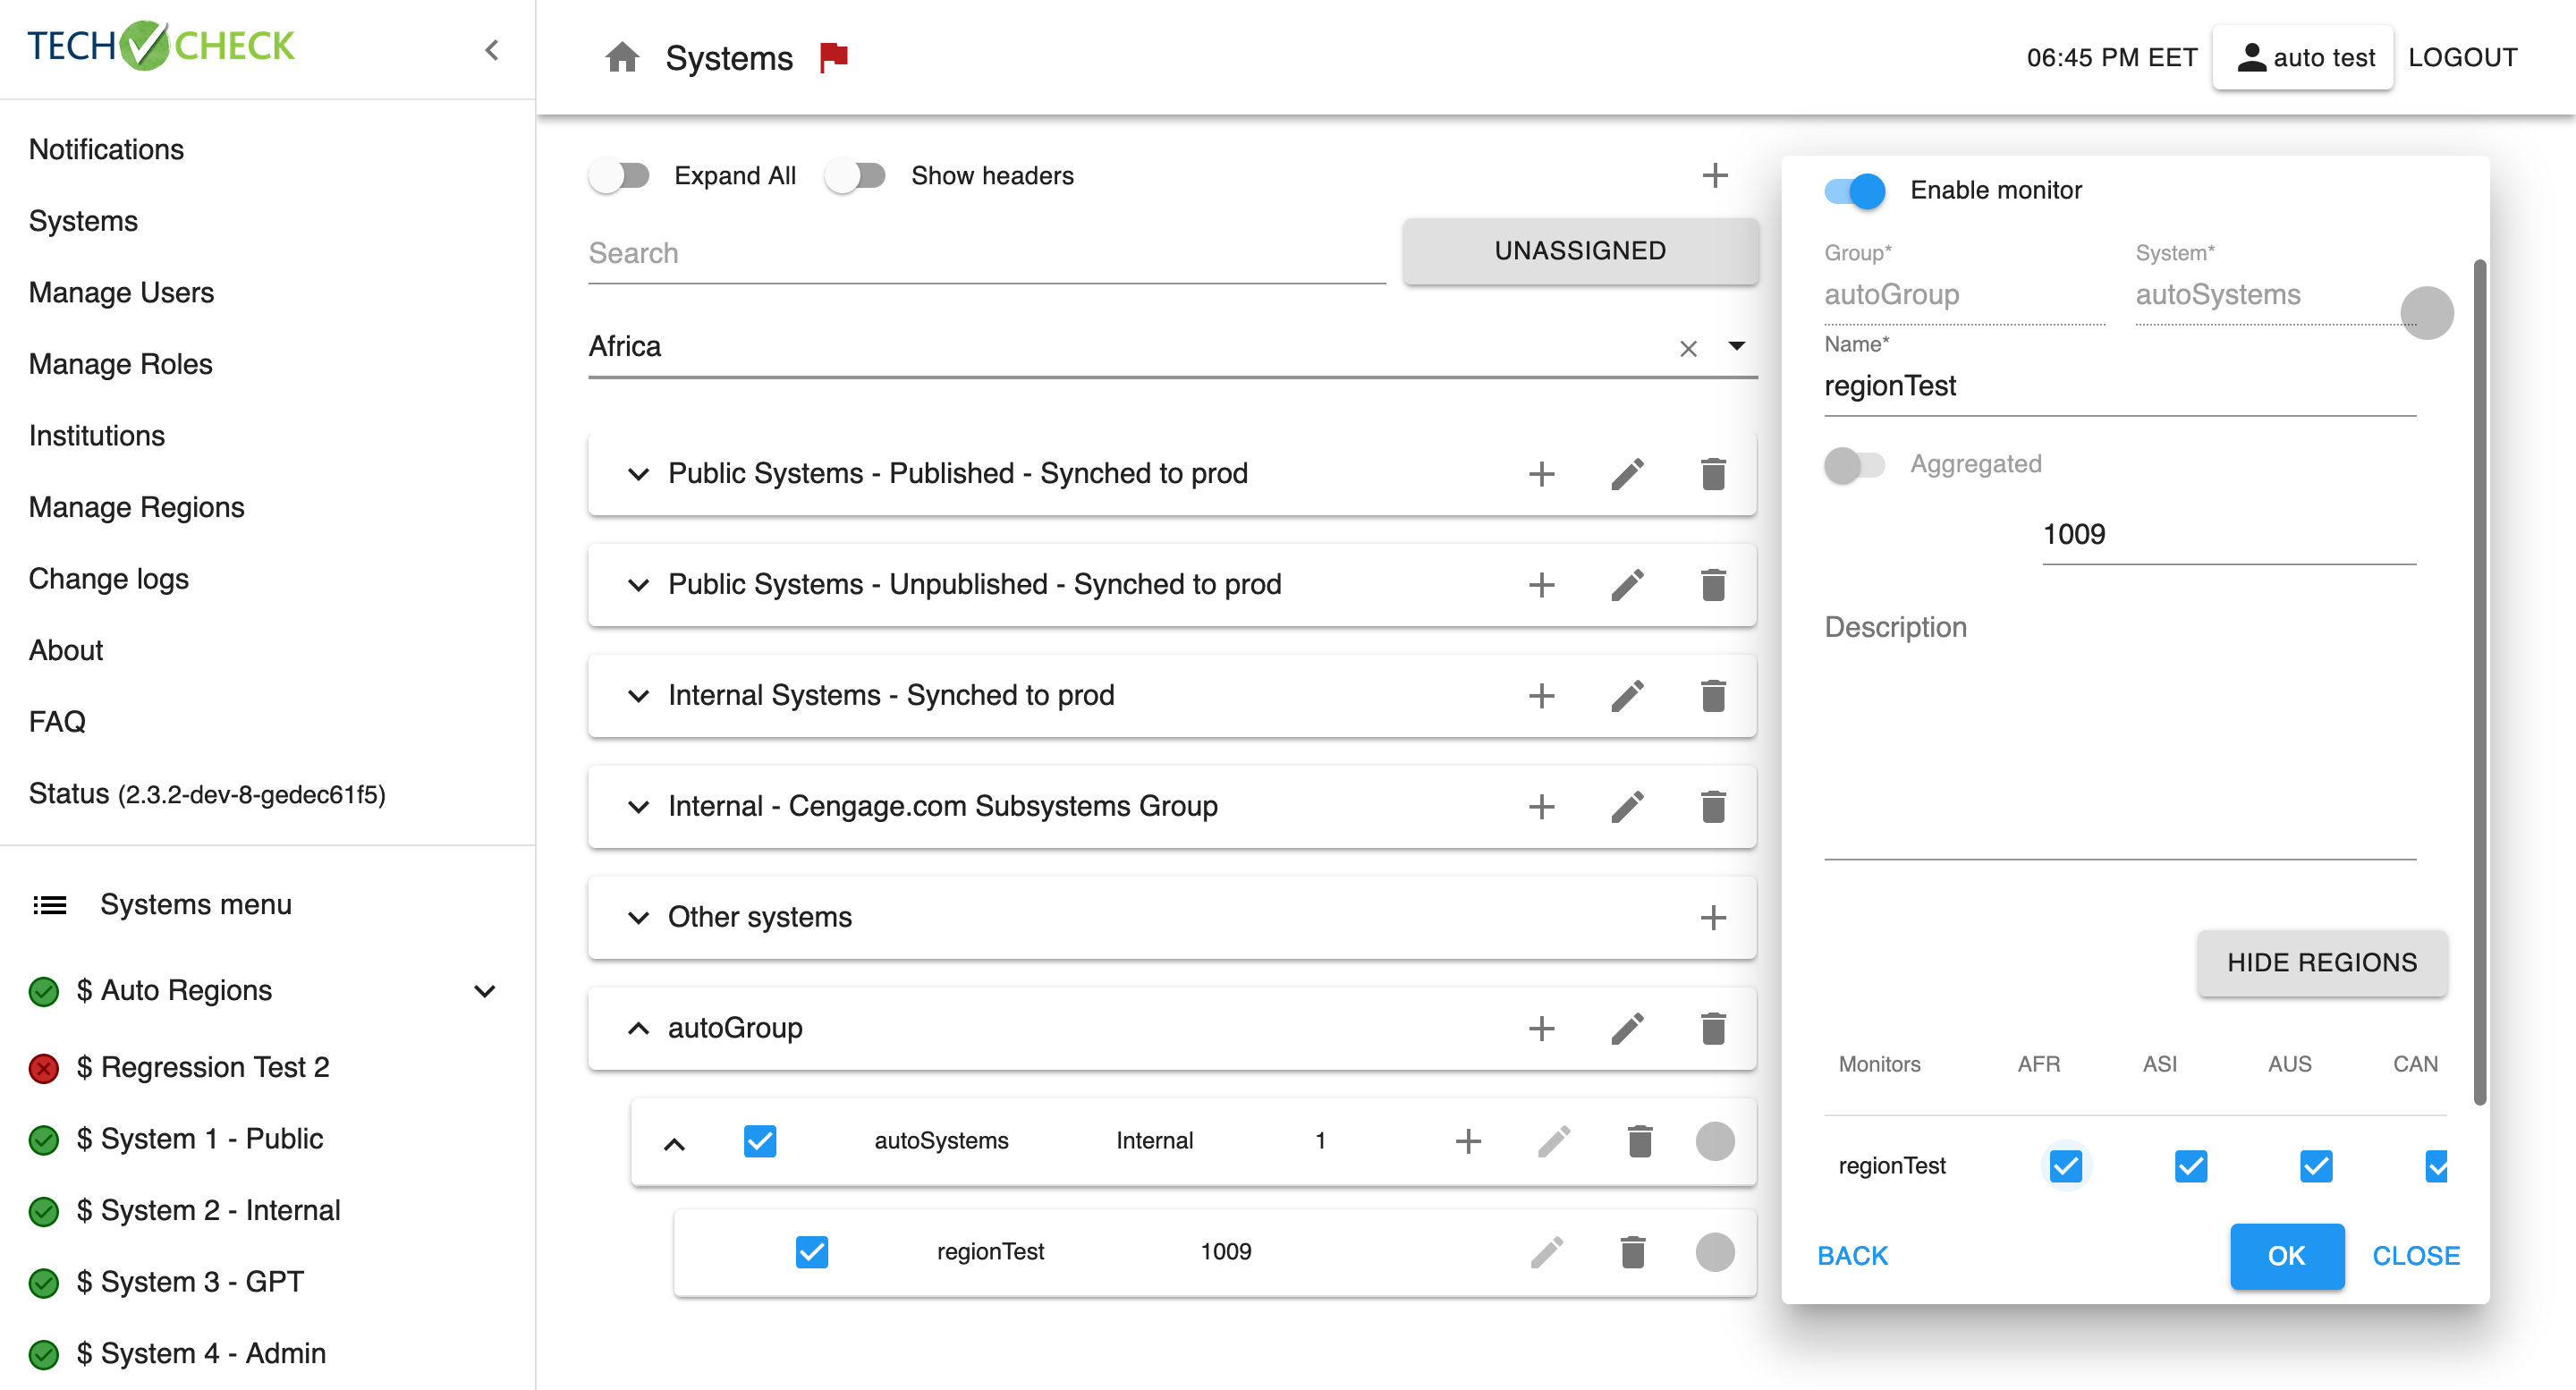 TECH CHECK
Notifications
Systems
Manage Users
Manage Roles
Institutions
Manage Regions
Change logs
About
FAQ
Status (2.3.2-dev-8-gedec61f5)
Systems menu
$ Auto Regions
$ Regression Test 2
$ System 1 - Public
$ System 2 - Internal
$ System 3 - GPT
$ System 4 - Admin
Systems
06:45 PM EET
auto test
LOGOUT
Expand All
Show headers
Search
UNASSIGNED
Africa
Public Systems - Published - Synched to prod
Public Systems - Unpublished - Synched to prod
Internal Systems - Synched to prod
Internal - Cengage.com Subsystems Group
Other systems
autoGroup
autoSystems Internal 1
regionTest 1009
Enable monitor
Group* System*
autoGroup autoSystems
Name*
regionTest
Aggregated
1009
Description
HIDE REGIONS
Monitors AFR ASI AUS CAN
regionTest
BACK OK CLOSE